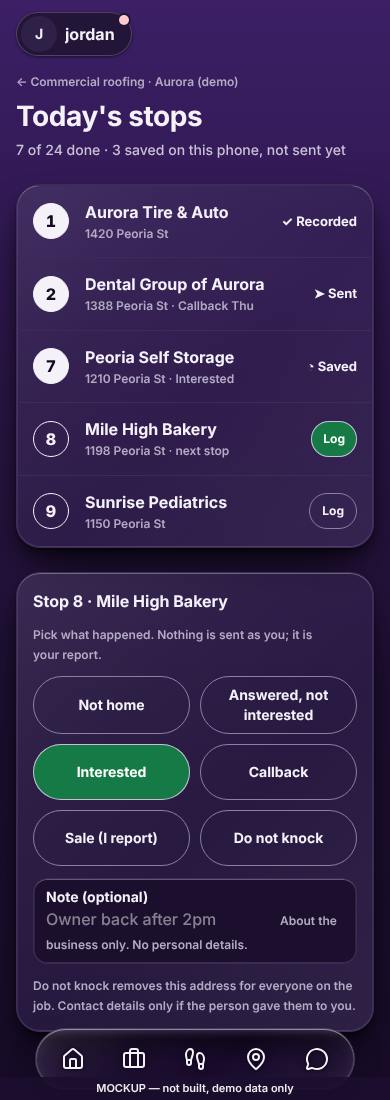 J jordan
← Commercial roofing · Aurora (demo)
Today's stops
7 of 24 done · 3 saved on this phone, not sent yet
1 Aurora Tire & Auto ✓ Recorded
1420 Peoria St
2 Dental Group of Aurora ➤ Sent
1388 Peoria St · Callback Thu
7 Peoria Self Storage Saved
1210 Peoria St · Interested
8 Mile High Bakery Log
1198 Peoria St · next stop
9 Sunrise Pediatrics Log
1150 Peoria St
Stop 8 · Mile High Bakery
Pick what happened. Nothing is sent as you; it is
your report.
Not home
Answered, not
interested
Interested
Callback
Sale (I report)
Do not knock
Note (optional)
Owner back after 2pm About the
business only. No personal details.
Do not knock removes this address for everyone on the
job. Contact details only if the person gave them to you.
MOCKUP — not built, demo data only